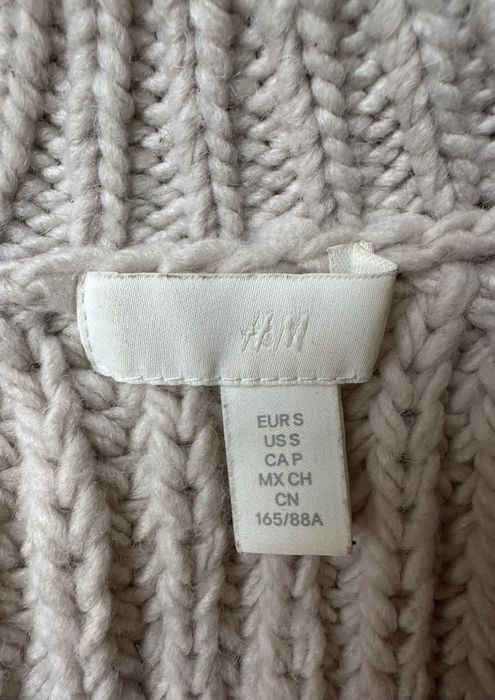 H&M
EUR S
US S
CA P
MX CH
CN
165/88A